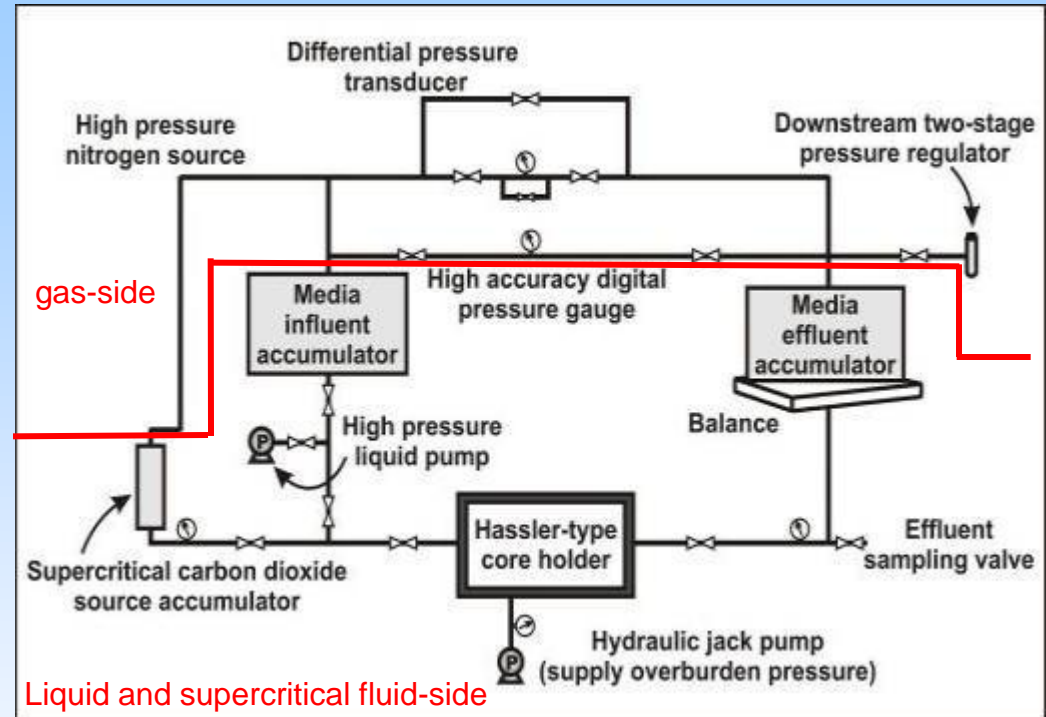 Differential pressure
transducer
High pressure
nitrogen source
Downstream two-stage
pressure regulator
gas-side
High accuracy digital
pressure gauge
Media
influent
accumulator
Media
effluent
accumulator
Balance
P
High pressure
liquid pump
Hassler-type
core holder
Effluent
sampling valve
Supercritical carbon dioxide
source accumulator
P
Hydraulic jack pump
(supply overburden pressure)
Liquid and supercritical fluid-side